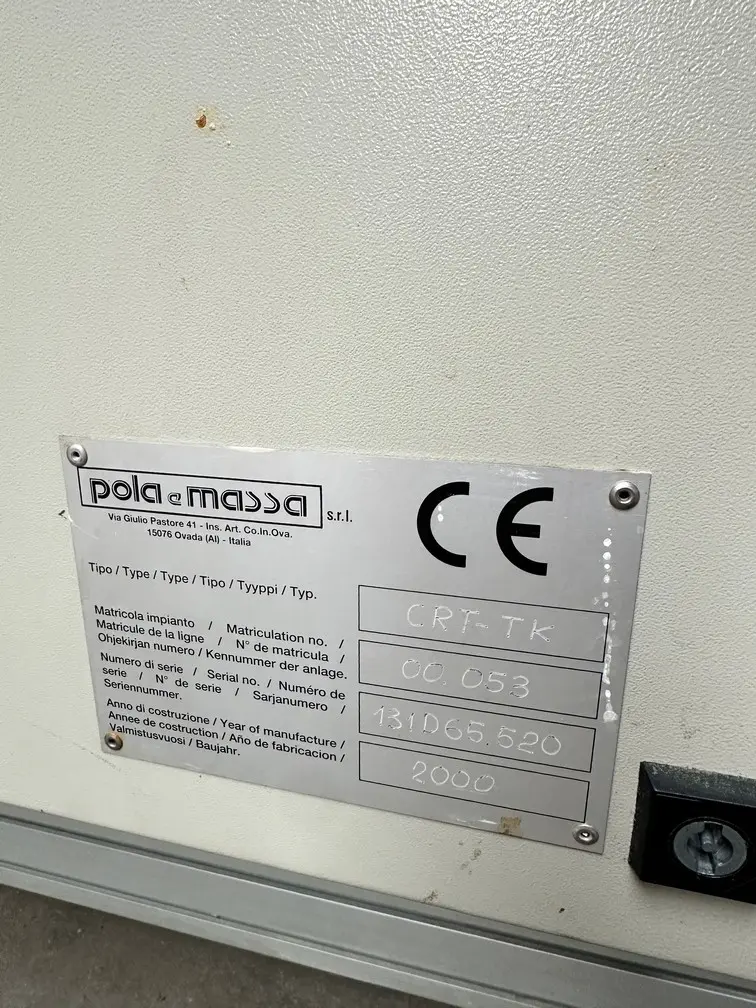 pola e massa s.r.l.
Via Giulio Pastore 41 - Ins. Art. Co.In.Ova.
15076 Ovada (Al) - Italia
CE
Tipo / Type / Type / Tipo / Tyyppi / Typ.
CRT-TK
Matricola impianto / Matriculation no. /
Matricule de la ligne / N° de matricula /
Ohjekirjan numero / Kennummer der anlage.
00.053
Numero di serie / Serial no. / Numéro de
serie / N° de serie / Sarjanumero /
Seriennummer.
131D65.520
Anno di costruzione / Year of manufacture /
Annee de costruction / Año de fabricacion /
Valmistusvuosi / Baujahr.
2000